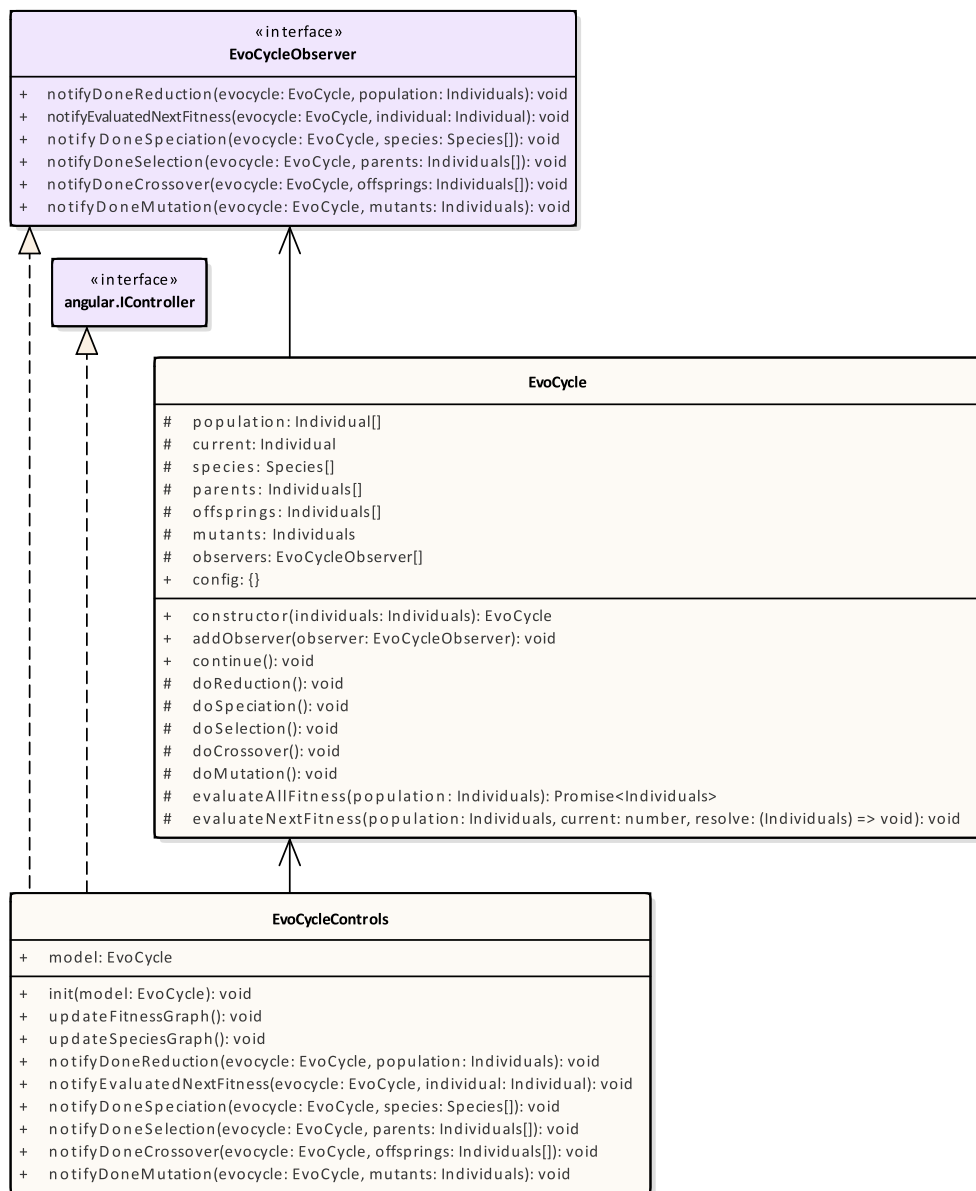 «interface»
EvoCycleObserver
+ notifyDoneReduction(evocycle: EvoCycle, population: Individuals): void
+ notifyEvaluatedNextFitness(evocycle: EvoCycle, individual: Individual): void
+ notifyDoneSpeciation(evocycle: EvoCycle, species: Species[]): void
+ notifyDoneSelection(evocycle: EvoCycle, parents: Individuals[]): void
+ notifyDoneCrossover(evocycle: EvoCycle, offsprings: Individuals[]): void
+ notifyDoneMutation(evocycle: EvoCycle, mutants: Individuals): void
«interface»
angular.IController
EvoCycle
# population: Individual[]
# current: Individual
# species: Species[]
# parents: Individuals[]
# offsprings: Individuals[]
# mutants: Individuals
# observers: EvoCycleObserver[]
+ config: {}
+ constructor(individuals: Individuals): EvoCycle
+ addObserver(observer: EvoCycleObserver): void
+ continue(): void
# doReduction(): void
# doSpeciation(): void
# doSelection(): void
# doCrossover(): void
# doMutation(): void
# evaluateAllFitness(population: Individuals): Promise<Individuals>
# evaluateNextFitness(population: Individuals, current: number, resolve: (Individuals) => void): void
EvoCycleControls
+ model: EvoCycle
+ init(model: EvoCycle): void
+ updateFitnessGraph(): void
+ updateSpeciesGraph(): void
+ notifyDoneReduction(evocycle: EvoCycle, population: Individuals): void
+ notifyEvaluatedNextFitness(evocycle: EvoCycle, individual: Individual): void
+ notifyDoneSpeciation(evocycle: EvoCycle, species: Species[]): void
+ notifyDoneSelection(evocycle: EvoCycle, parents: Individuals[]): void
+ notifyDoneCrossover(evocycle: EvoCycle, offsprings: Individuals[]): void
+ notifyDoneMutation(evocycle: EvoCycle, mutants: Individuals): void